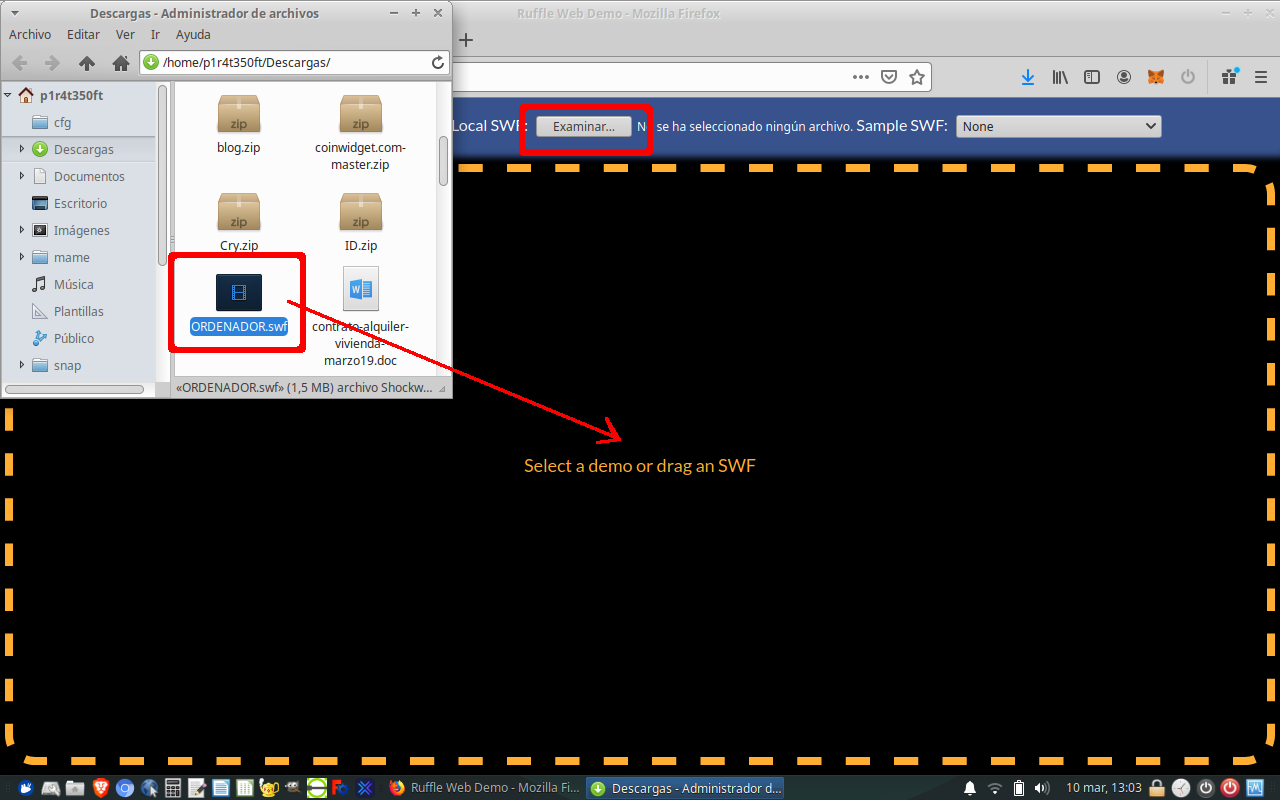 Descargas - Administrador de archivos
Archivo Editar Ver Ir Ayuda
/home/p1r4t350ft/Descargas/
p1r4t350ft
cfg
Descargas
Documentos
Escritorio
Imágenes
mame
Música
Plantillas
Público
snap
zip
blog.zip
zip
coinwidget.com-
master.zip
zip
Cry.zip
zip
ID.zip
ORDENADOR.swf
W
contrato-alquiler-
vivienda-
marzo19.doc
«ORDENADOR.swf» (1,5 MB) archivo Shockw...
Ruffle Web Demo - Mozilla Firefox
Local SWF: Examinar... No se ha seleccionado ningún archivo. Sample SWF: None
Select a demo or drag an SWF
Ruffle Web Demo - Mozilla Fi...
Descargas - Administrador d...
10 mar, 13:03